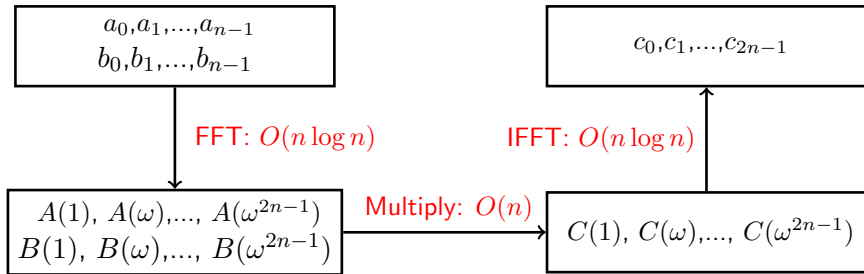 a₀,a₁,...,aₙ₋₁
b₀,b₁,...,bₙ₋₁
c₀,c₁,...,c₂ₙ₋₁
FFT: O(n log n)
IFFT: O(n log n)
A(1), A(ω),..., A(ω²ⁿ⁻¹)
B(1), B(ω),..., B(ω²ⁿ⁻¹)
Multiply: O(n)
C(1), C(ω),..., C(ω²ⁿ⁻¹)